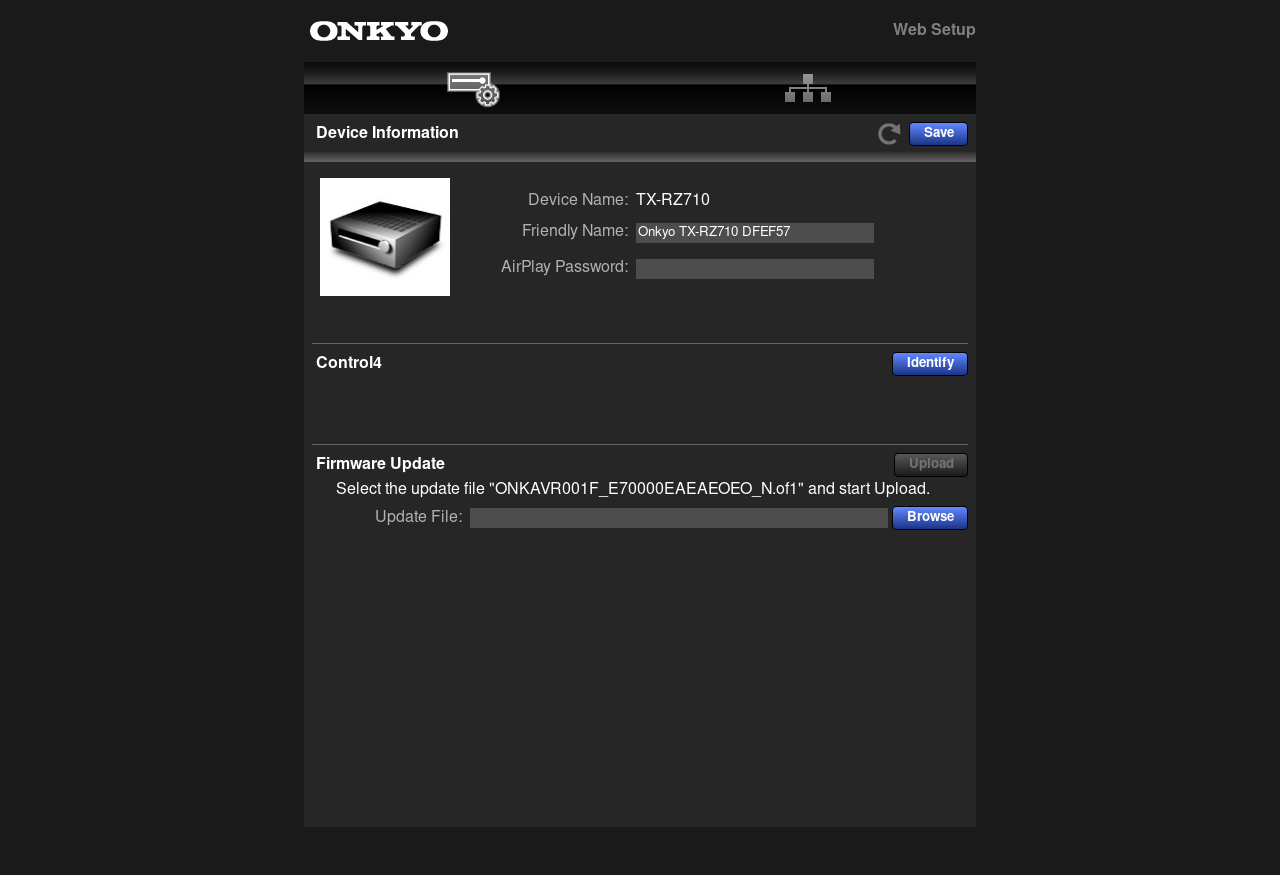 ONKYO
Web Setup
Device Information
Save
Device Name: TX-RZ710
Friendly Name: Onkyo TX-RZ710 DFEF57
AirPlay Password:
Control4
Identify
Firmware Update
Upload
Select the update file "ONKAVR001F_E70000EAEAEOEO_N.of1" and start Upload.
Update File:
Browse